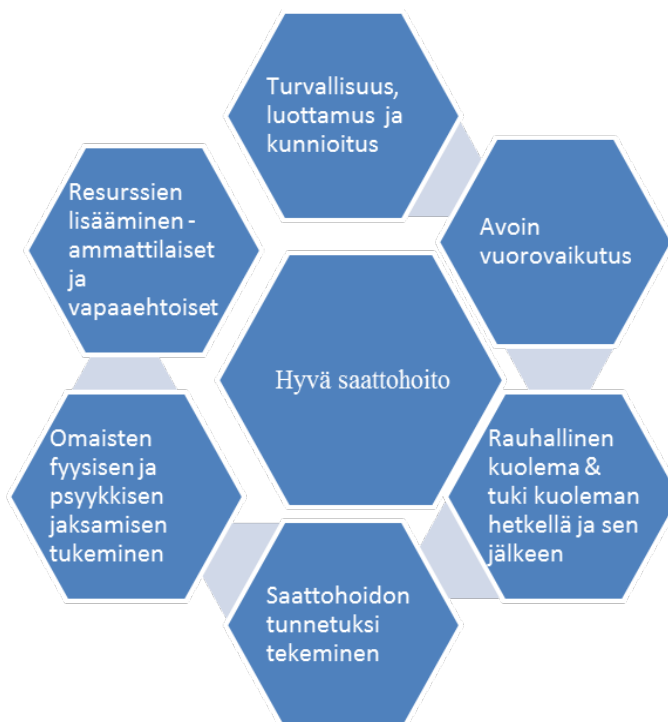 Turvallisuus,
luottamus ja
kunnioitus
Avoin
vuorovaikutus
Rauhallinen
kuolema &
tuki kuoleman
hetkellä ja sen
jälkeen
Saattohoidon
tunnetuksi
tekeminen
Omaisten
fyysisen ja
psyykkisen
jaksamisen
tukeminen
Resurssien
lisääminen -
ammattilaiset
ja
vapaaehtoiset
Hyvä saattohoito